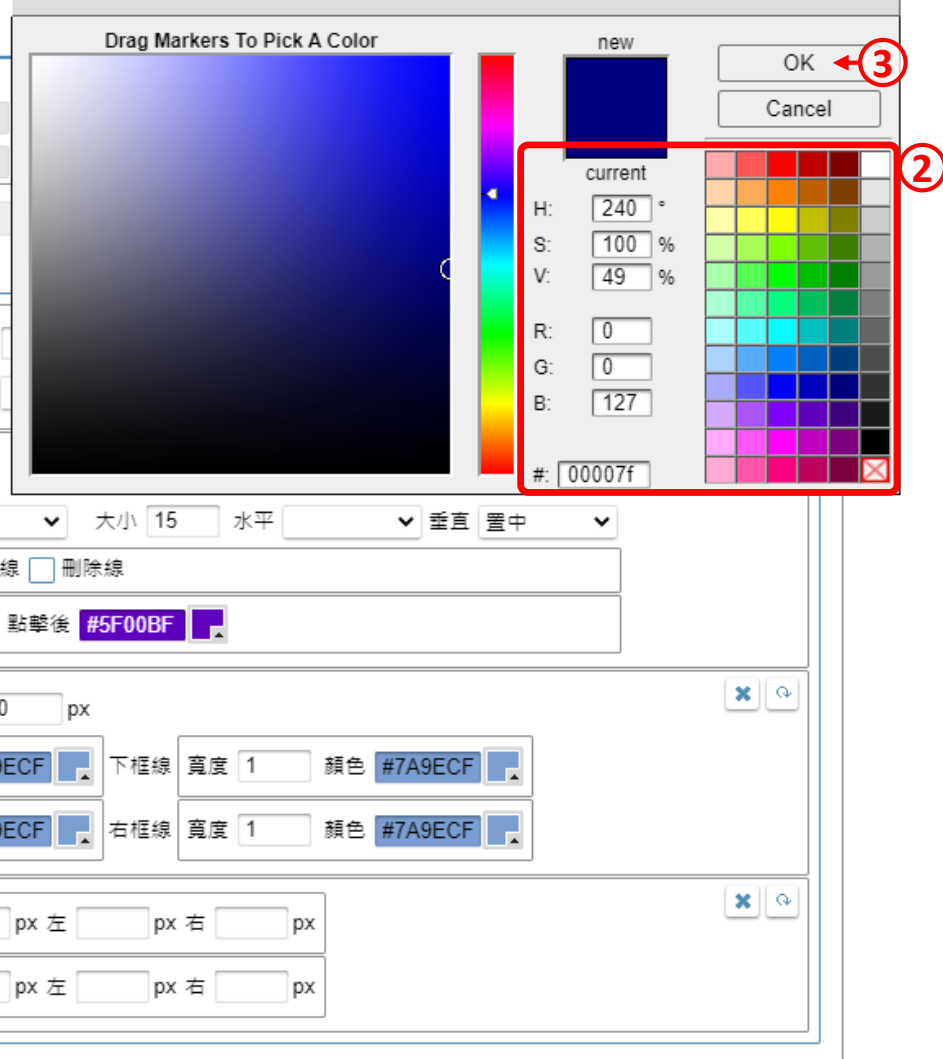 Drag Markers To Pick A Color
new
OK
③
Cancel
②
current
H: 240 °
S: 100 %
V: 49 %
R: 0
G: 0
B: 127
#: 00007f
大小 15 水平 垂直 置中
線 刪除線
點擊後 #5F00BF
0 px
9ECF 下框線 寬度 1 顏色 #7A9ECF
9ECF 右框線 寬度 1 顏色 #7A9ECF
px 左 px 右 px
px 左 px 右 px